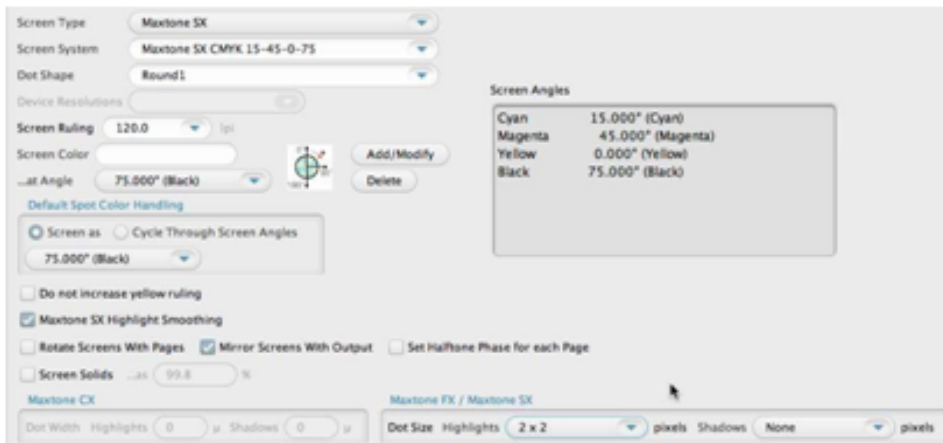 Screen Type Maxtone SX
Screen System Maxtone SX CMYK 15-45-0-75
Dot Shape Round1
Device Resolutions
Screen Angles
Screen Ruling 120.0 lpi
Cyan 15.000° (Cyan)
Magenta 45.000° (Magenta)
Yellow 0.000° (Yellow)
Black 75.000° (Black)
Screen Color Add/Modify
...at Angle 75.000° (Black) Delete
Default Spot Color Handling
Screen as Cycle Through Screen Angles
75.000° (Black)
Do not increase yellow ruling
Maxtone SX Highlight Smoothing
Rotate Screens With Pages Mirror Screens With Output Set Halftone Phase for each Page
Screen Solids ...as 99.8 %
Maxtone CX Maxtone FX / Maxtone SX
Dot Width Highlights 0 μ Shadows 0 μ Dot Size Highlights 2 x 2 pixels Shadows None pixels